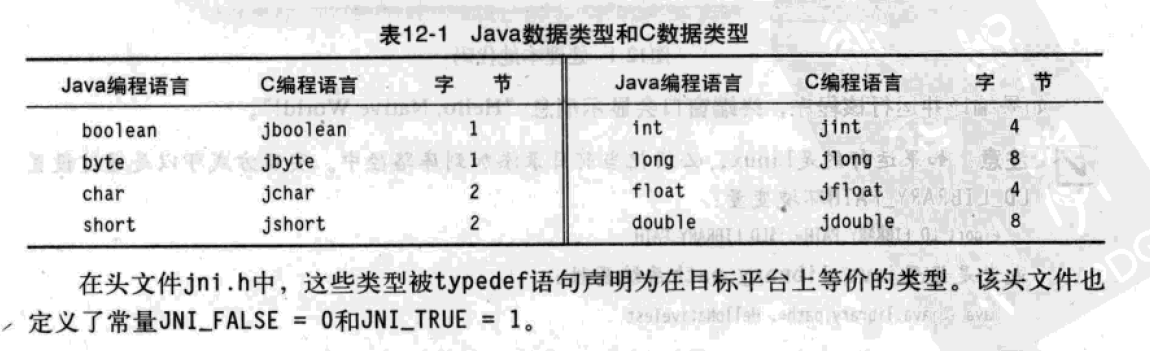 表12-1 Java数据类型和C数据类型
Java编程语言 C编程语言 字 节 Java编程语言 C编程语言 字 节
boolean jboolean 1 int jint 4
byte jbyte 1 long jlong 8
char jchar 2 float jfloat 4
short jshort 2 double jdouble 8
在头文件jni.h中，这些类型被typedef语句声明为在目标平台上等价的类型。该头文件也
定义了常量JNI_FALSE = 0和JNI_TRUE = 1。